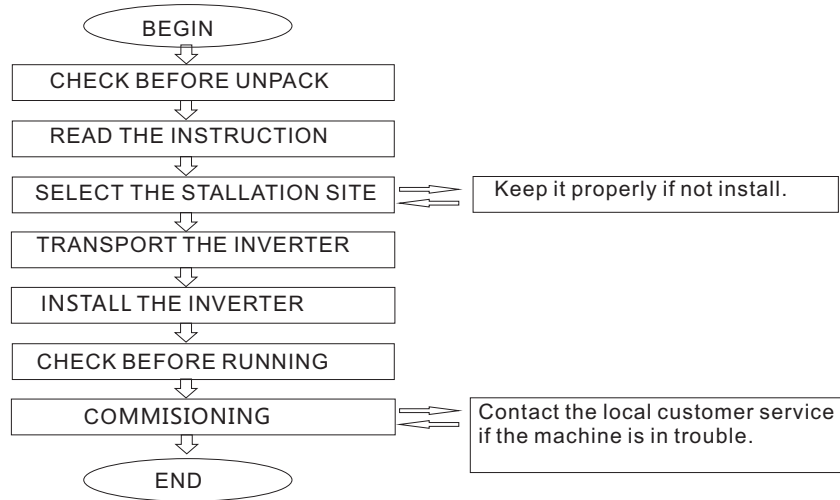 BEGIN
CHECK BEFORE UNPACK
READ THE INSTRUCTION
SELECT THE STALLATION SITE
Keep it properly if not install.
TRANSPORT THE INVERTER
INSTALL THE INVERTER
CHECK BEFORE RUNNING
COMMISIONING
Contact the local customer service
if the machine is in trouble.
END